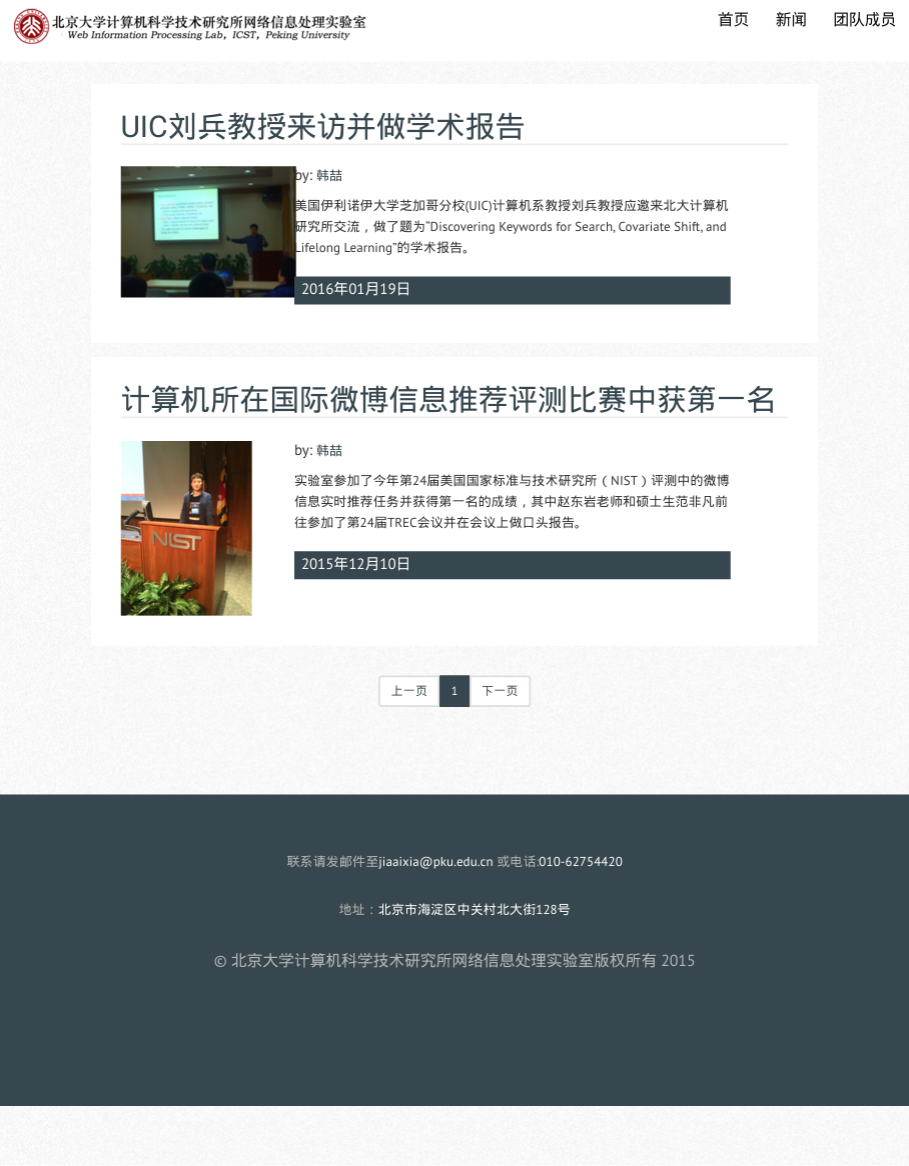 北京大学计算机科学技术研究所网络信息处理实验室
Web Information Processing Lab, ICST, Peking University
首页 新闻 团队成员
UIC刘兵教授来访并做学术报告
by: 韩喆
美国伊利诺伊大学芝加哥分校(UIC)计算机系教授刘兵教授应邀来北大计算机
研究所交流，做了题为“Discovering Keywords for Search, Covariate Shift, and
Lifelong Learning”的学术报告。
2016年01月19日
计算机所在国际微博信息推荐评测比赛中获第一名
by: 韩喆
实验室参加了今年第24届美国国家标准与技术研究所（NIST）评测中的微博
信息实时推荐任务并获得第一名的成绩，其中赵东岩老师和硕士生范非凡前
往参加了第24届TREC会议并在会议上做口头报告。
NIST
2015年12月10日
上一页 1 下一页
联系请发邮件至jiaaixia@pku.edu.cn 或电话:010-62754420
地址：北京市海淀区中关村北大街128号
© 北京大学计算机科学技术研究所网络信息处理实验室版权所有 2015